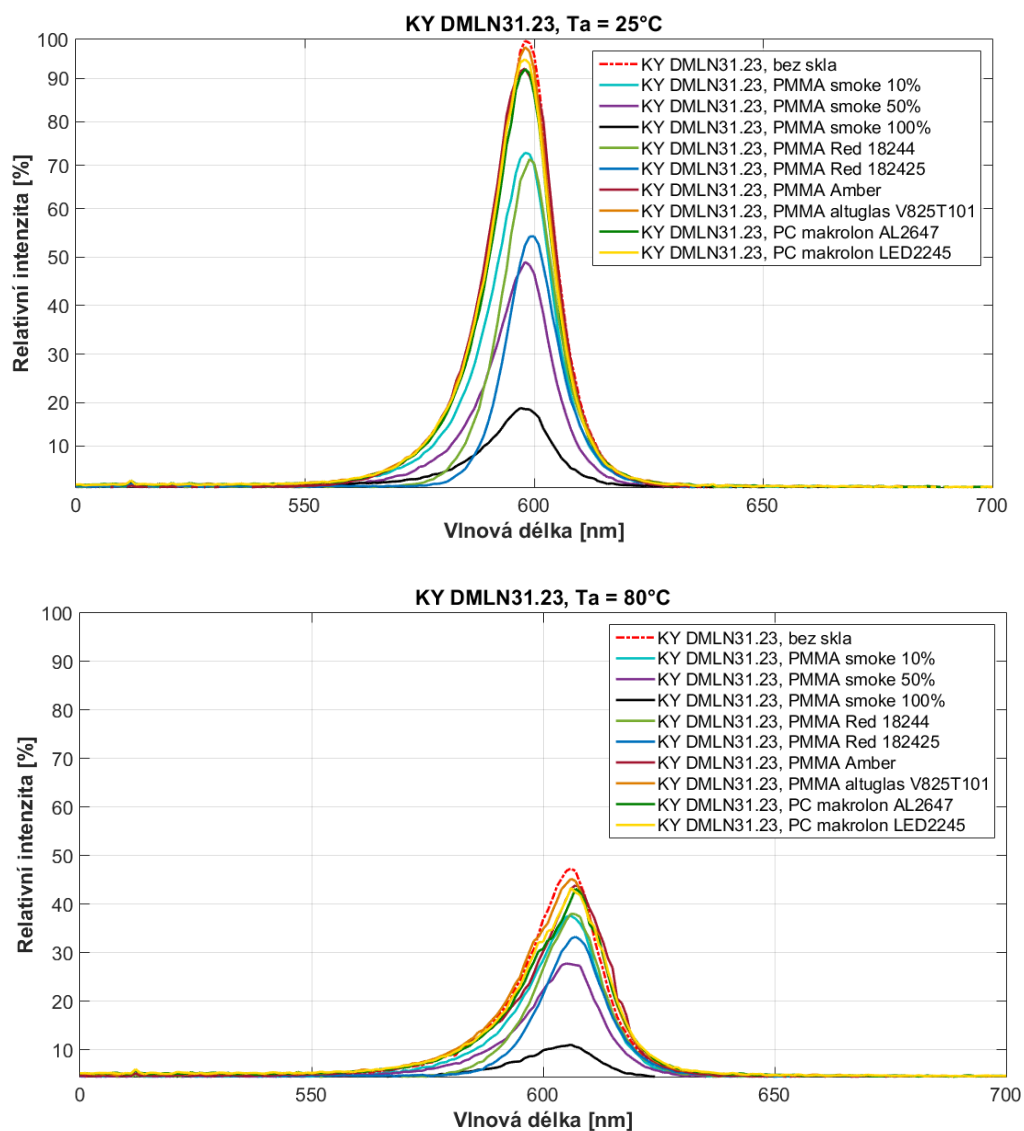 KY DMLN31.23, Ta = 25°C
100
90
80
70
60
50
40
30
20
10
Relativní intenzita [%]
KY DMLN31.23, bez skla
KY DMLN31.23, PMMA smoke 10%
KY DMLN31.23, PMMA smoke 50%
KY DMLN31.23, PMMA smoke 100%
KY DMLN31.23, PMMA Red 18244
KY DMLN31.23, PMMA Red 182425
KY DMLN31.23, PMMA Amber
KY DMLN31.23, PMMA altuglas V825T101
KY DMLN31.23, PC makrolon AL2647
KY DMLN31.23, PC makrolon LED2245
0 550 600 650 700
Vlnová délka [nm]
KY DMLN31.23, Ta = 80°C
100
90
80
70
60
50
40
30
20
10
Relativní intenzita [%]
KY DMLN31.23, bez skla
KY DMLN31.23, PMMA smoke 10%
KY DMLN31.23, PMMA smoke 50%
KY DMLN31.23, PMMA smoke 100%
KY DMLN31.23, PMMA Red 18244
KY DMLN31.23, PMMA Red 182425
KY DMLN31.23, PMMA Amber
KY DMLN31.23, PMMA altuglas V825T101
KY DMLN31.23, PC makrolon AL2647
KY DMLN31.23, PC makrolon LED2245
0 550 600 650 700
Vlnová délka [nm]